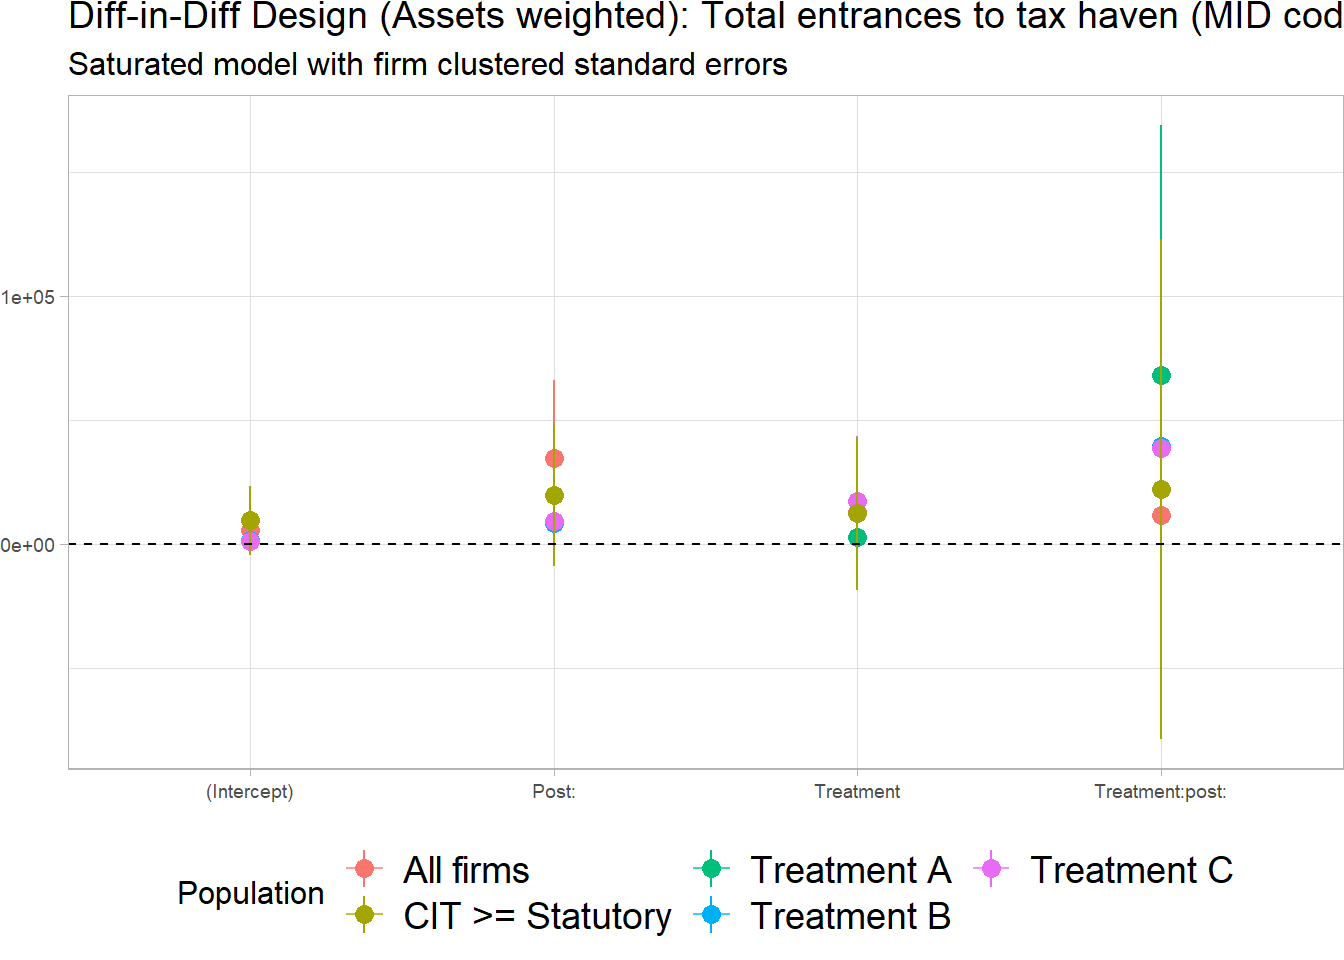 Diff-in-Diff Design (Assets weighted): Total entrances to tax haven (MID cod
Saturated model with firm clustered standard errors
1e+05
0e+00
(Intercept) Post: Treatment Treatment:post:
Population All firms Treatment A Treatment C
CIT >= Statutory Treatment B